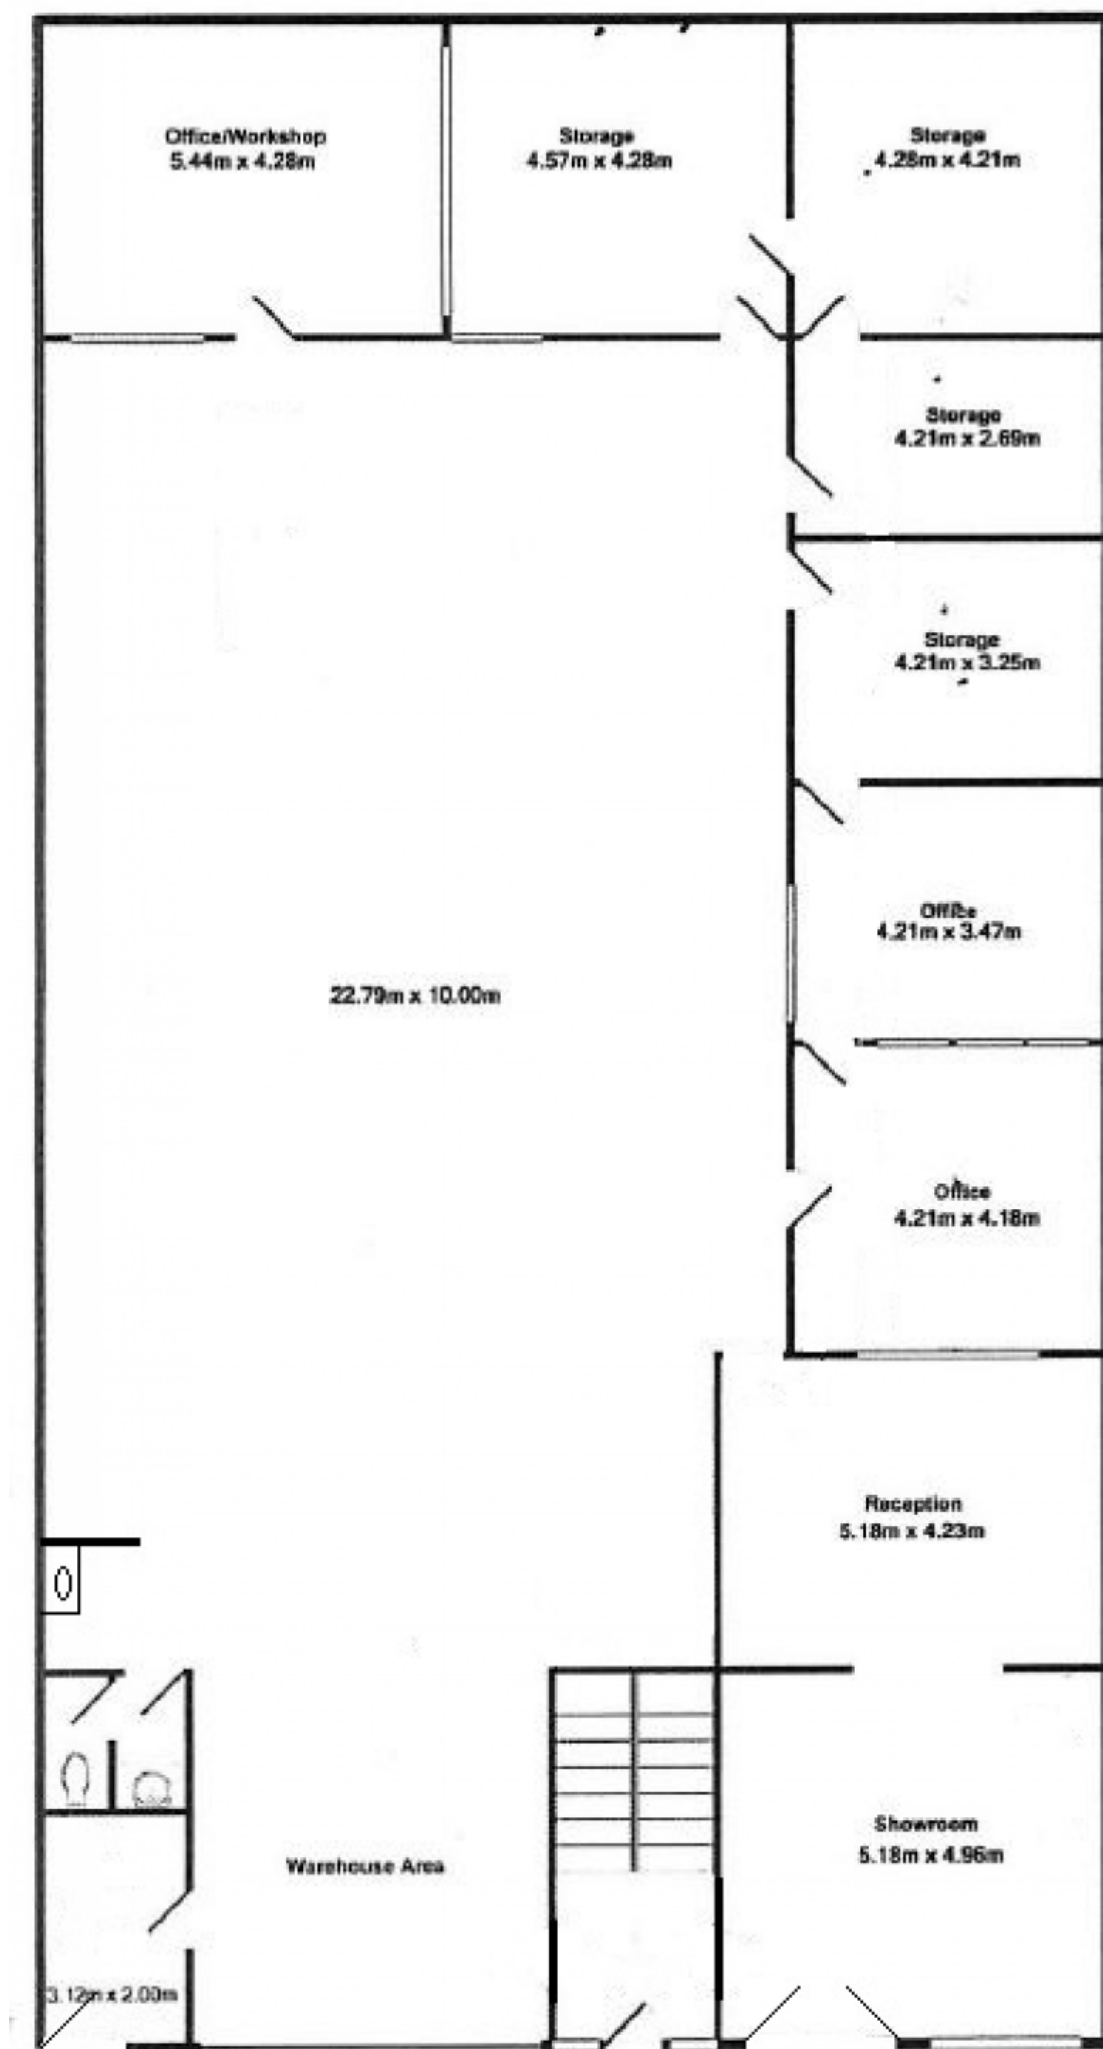 Office/Workshop
5.44m x 4.28m
Storage
4.57m x 4.28m
Storage
4.28m x 4.21m
Storage
4.21m x 2.69m
Storage
4.21m x 3.25m
Office
4.21m x 3.47m
22.79m x 10.00m
Office
4.21m x 4.18m
Reception
5.18m x 4.23m
Showroom
5.18m x 4.96m
Warehouse Area
3.12m x 2.00m